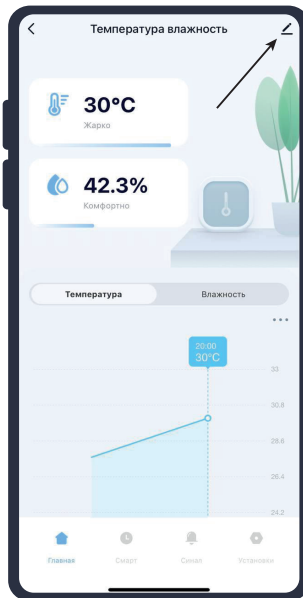 Температура влажность
30°C
Жарко
42.3%
Комфортно
Температура
Влажность
20:00
30°C
33
30.8
28.6
26.4
24.2
Главная
Смарт
Синал
Установки